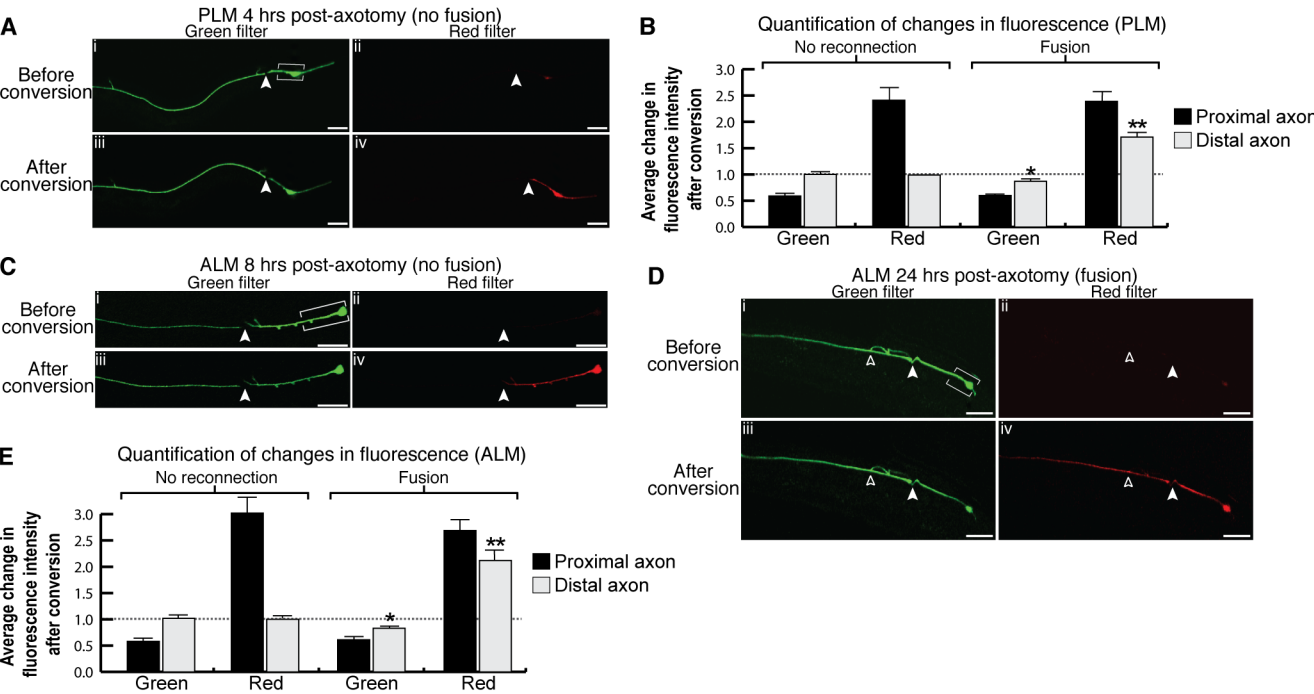 A
PLM 4 hrs post-axotomy (no fusion)
Green filter
Red filter
Before
conversion
i
ii
After
conversion
iii
iv
B
Quantification of changes in fluorescence (PLM)
No reconnection
Fusion
Average change in
fluorescence intensity
after conversion
3.0
2.5
2.0
1.5
1.0
0.5
0.0
*
**
Green
Red
Green
Red
Proximal axon
Distal axon
C
ALM 8 hrs post-axotomy (no fusion)
Green filter
Red filter
Before
conversion
i
ii
After
conversion
iii
iv
D
ALM 24 hrs post-axotomy (fusion)
Green filter
Red filter
Before
conversion
i
ii
After
conversion
iii
iv
E
Quantification of changes in fluorescence (ALM)
No reconnection
Fusion
Average change in
fluorescence intensity
after conversion
3.0
2.5
2.0
1.5
1.0
0.5
0.0
*
**
Green
Red
Green
Red
Proximal axon
Distal axon